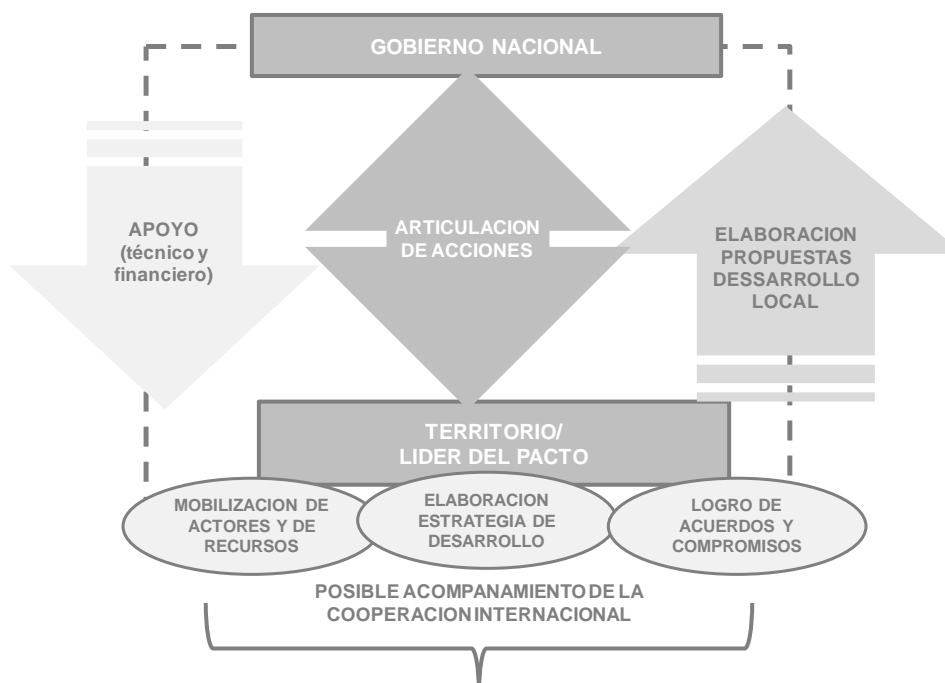 GOBIERNO NACIONAL
APOYO
(técnico y
financiero)
ARTICULACION
DE ACCIONES
ELABORACION
PROPUESTAS
DESSARROLLO
LOCAL
TERRITORIO/
LIDER DEL PACTO
MOBILIZACION DE
ACTORES Y DE
RECURSOS
ELABORACION
ESTRATEGIA DE
DESARROLLO
LOGRO DE
ACUERDOS Y
COMPROMISOS
POSIBLE ACOMPANAMIENTO DE LA
COOPERACION INTERNACIONAL